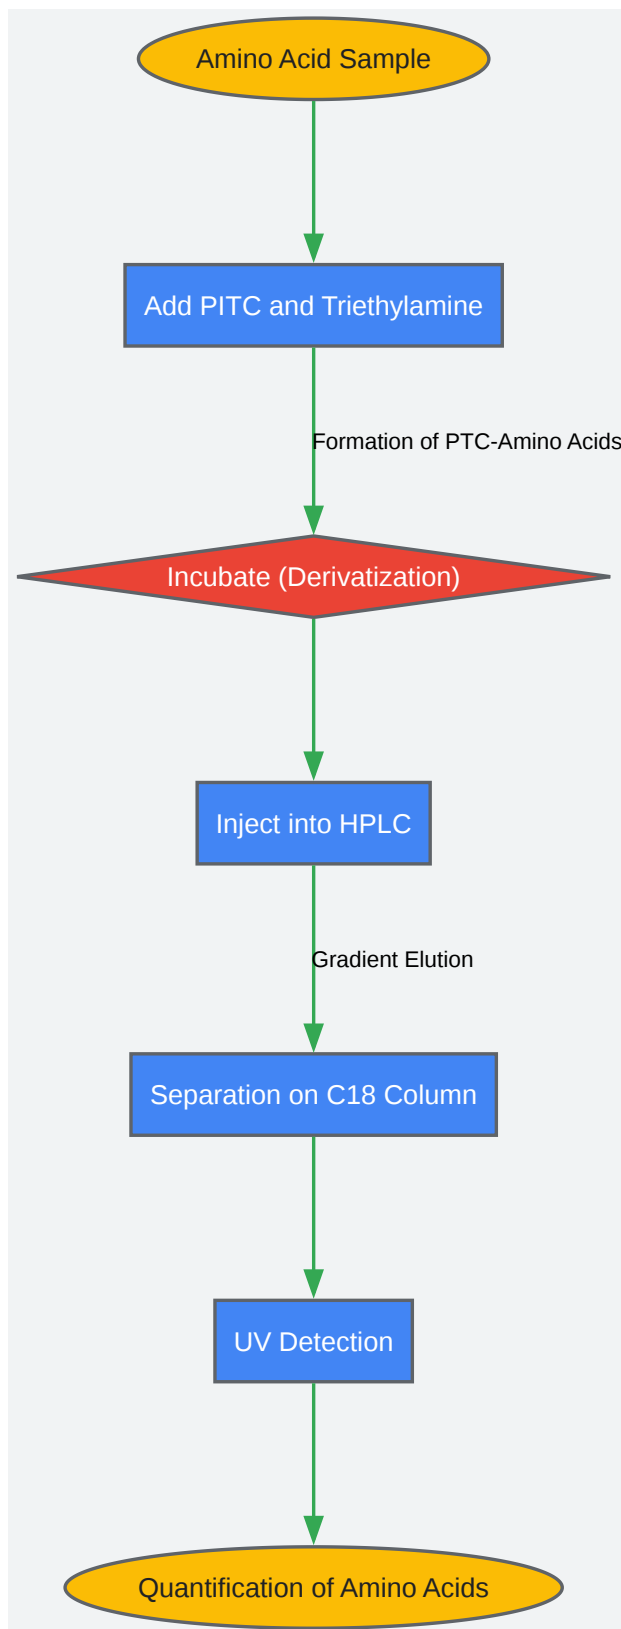 Amino Acid Sample
Add PITC and Triethylamine
Formation of PTC-Amino Acids
Incubate (Derivatization)
Inject into HPLC
Gradient Elution
Separation on C18 Column
UV Detection
Quantification of Amino Acids